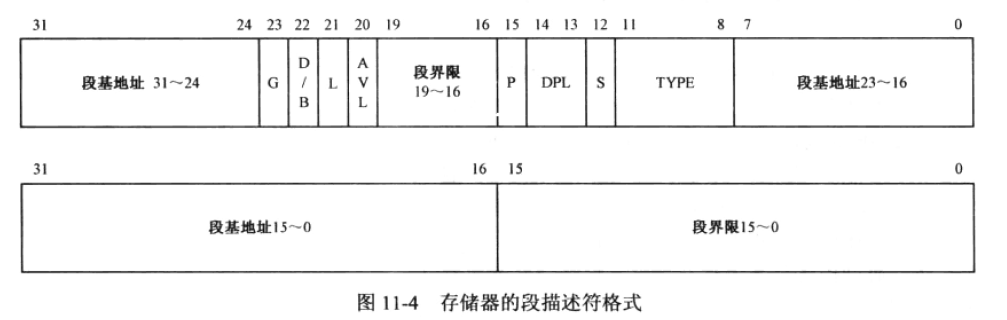 31 24 23 22 21 20 19 16 15 14 13 12 11 8 7 0
段基地址 31～24 G D/B L AVL 段界限 19～16 P DPL S TYPE 段基地址23～16
31 16 15 0
段基地址15～0 段界限15～0
图 11-4 存储器的段描述符格式